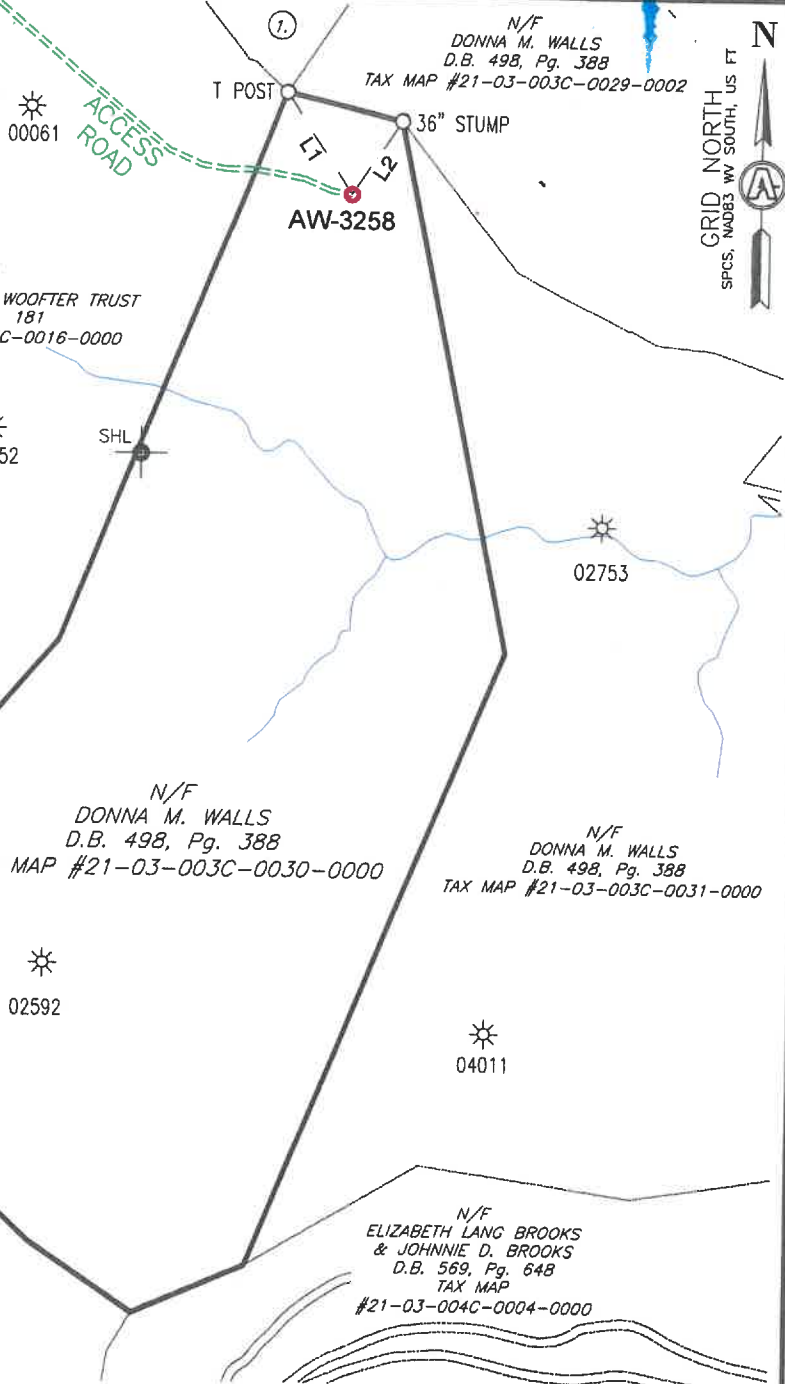 1.
N/F
DONNA M. WALLS
D.B. 498, Pg. 388
TAX MAP #21-03-003C-0029-0002
N
GRID NORTH
SPCS, NAD83 WV SOUTH, US FT
A
T POST
36" STUMP
00061
ACCESS
ROAD
L1
L2
AW-3258
WOOFTER TRUST
181
C-0016-0000
SHL
52
02753
N/F
DONNA M. WALLS
D.B. 498, Pg. 388
MAP #21-03-003C-0030-0000
N/F
DONNA M. WALLS
D.B. 498, Pg. 388
TAX MAP #21-03-003C-0031-0000
02592
04011
N/F
ELIZABETH LANG BROOKS
& JOHNNIE D. BROOKS
D.B. 569, Pg. 648
TAX MAP
#21-03-004C-0004-0000